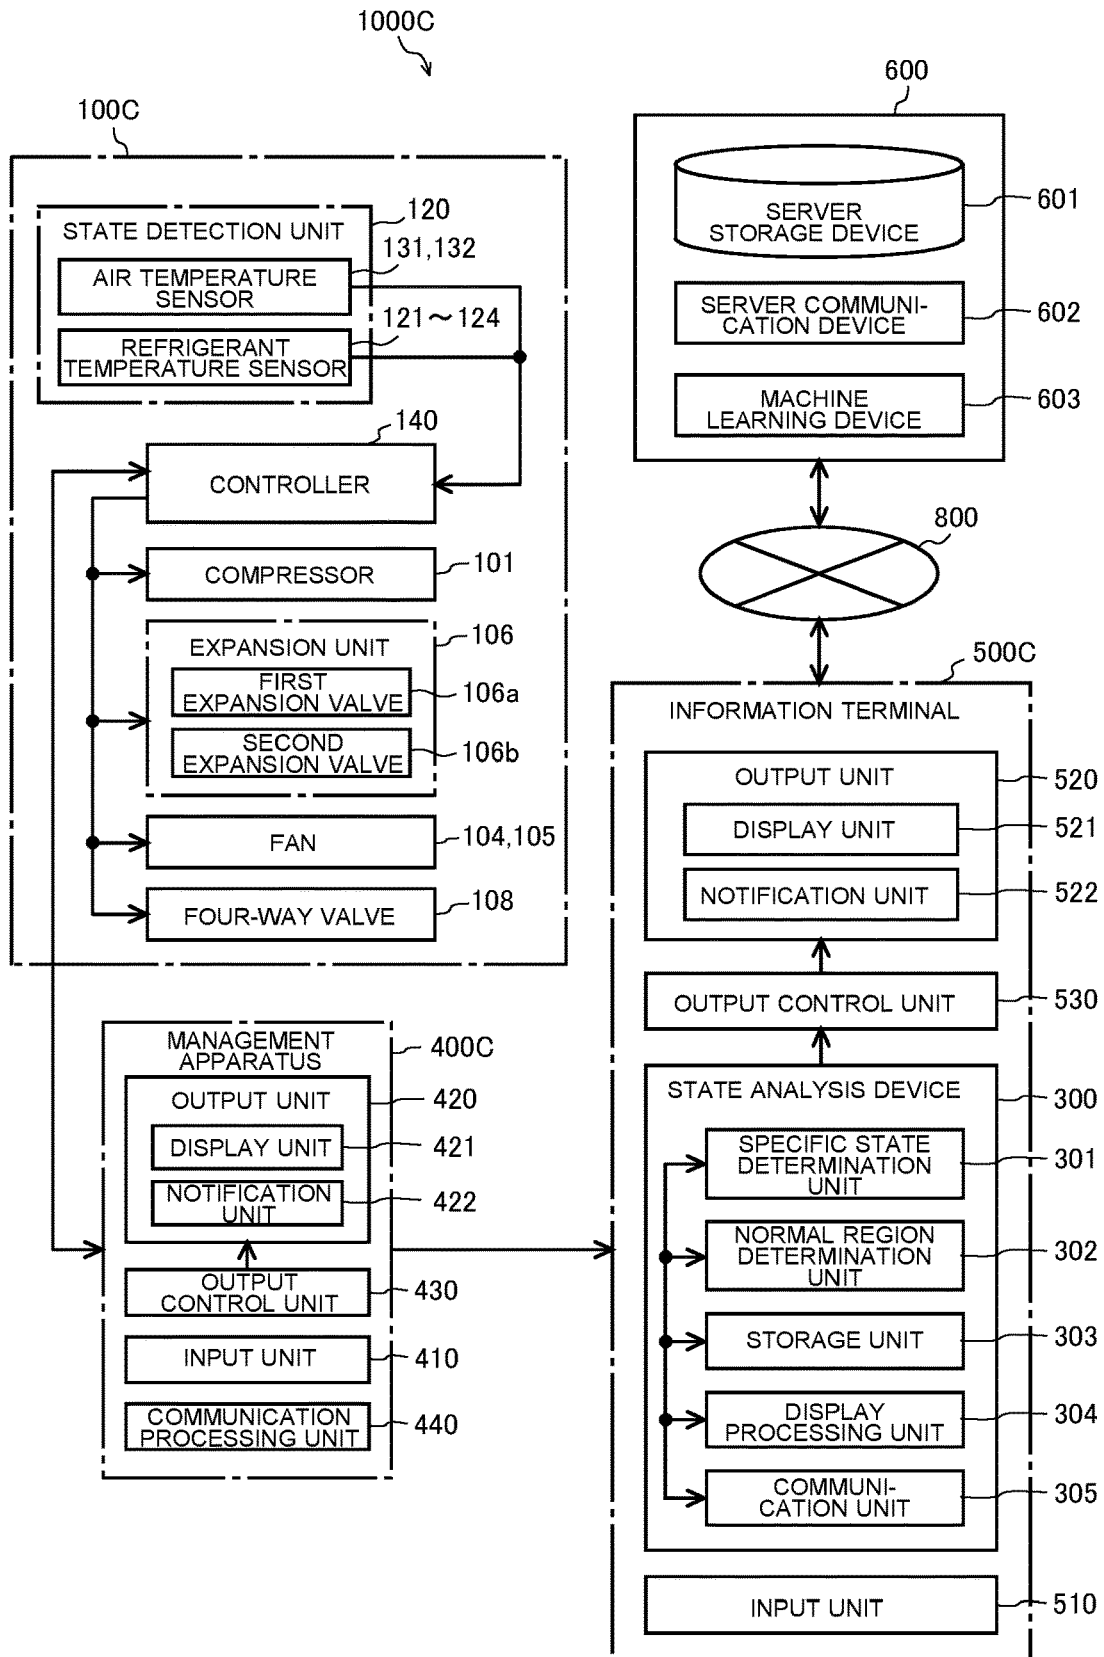 1000C
100C
STATE DETECTION UNIT
120
131,132
AIR TEMPERATURE
SENSOR
121～124
REFRIGERANT
TEMPERATURE SENSOR
140
CONTROLLER
COMPRESSOR
101
EXPANSION UNIT
106
FIRST
EXPANSION VALVE
106a
SECOND
EXPANSION VALVE
106b
FAN
104,105
FOUR-WAY VALVE
108
MANAGEMENT
APPARATUS
400C
OUTPUT UNIT
420
DISPLAY UNIT
421
NOTIFICATION
UNIT
422
OUTPUT
CONTROL UNIT
430
INPUT UNIT
410
COMMUNICATION
PROCESSING UNIT
440
600
SERVER
STORAGE DEVICE
601
SERVER COMMUNI-
CATION DEVICE
602
MACHINE
LEARNING DEVICE
603
800
500C
INFORMATION TERMINAL
OUTPUT UNIT
520
DISPLAY UNIT
521
NOTIFICATION UNIT
522
OUTPUT CONTROL UNIT
530
STATE ANALYSIS DEVICE
300
SPECIFIC STATE
DETERMINATION
UNIT
301
NORMAL REGION
DETERMINATION
UNIT
302
STORAGE UNIT
303
DISPLAY
PROCESSING UNIT
304
COMMUNI-
CATION UNIT
305
INPUT UNIT
510